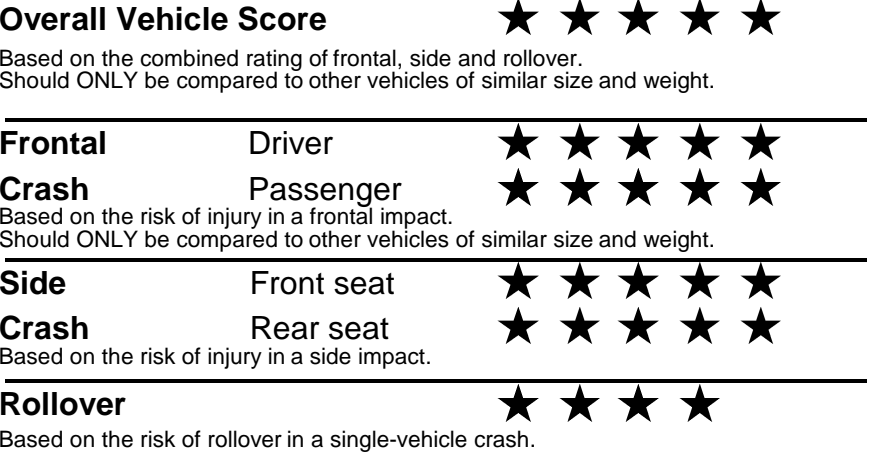 Overall Vehicle Score ★ ★ ★ ★ ★
Based on the combined rating of frontal, side and rollover.
Should ONLY be compared to other vehicles of similar size and weight.
Frontal Driver ★ ★ ★ ★ ★
Crash Passenger ★ ★ ★ ★ ★
Based on the risk of injury in a frontal impact.
Should ONLY be compared to other vehicles of similar size and weight.
Side Front seat ★ ★ ★ ★ ★
Crash Rear seat ★ ★ ★ ★ ★
Based on the risk of injury in a side impact.
Rollover ★ ★ ★ ★
Based on the risk of rollover in a single-vehicle crash.